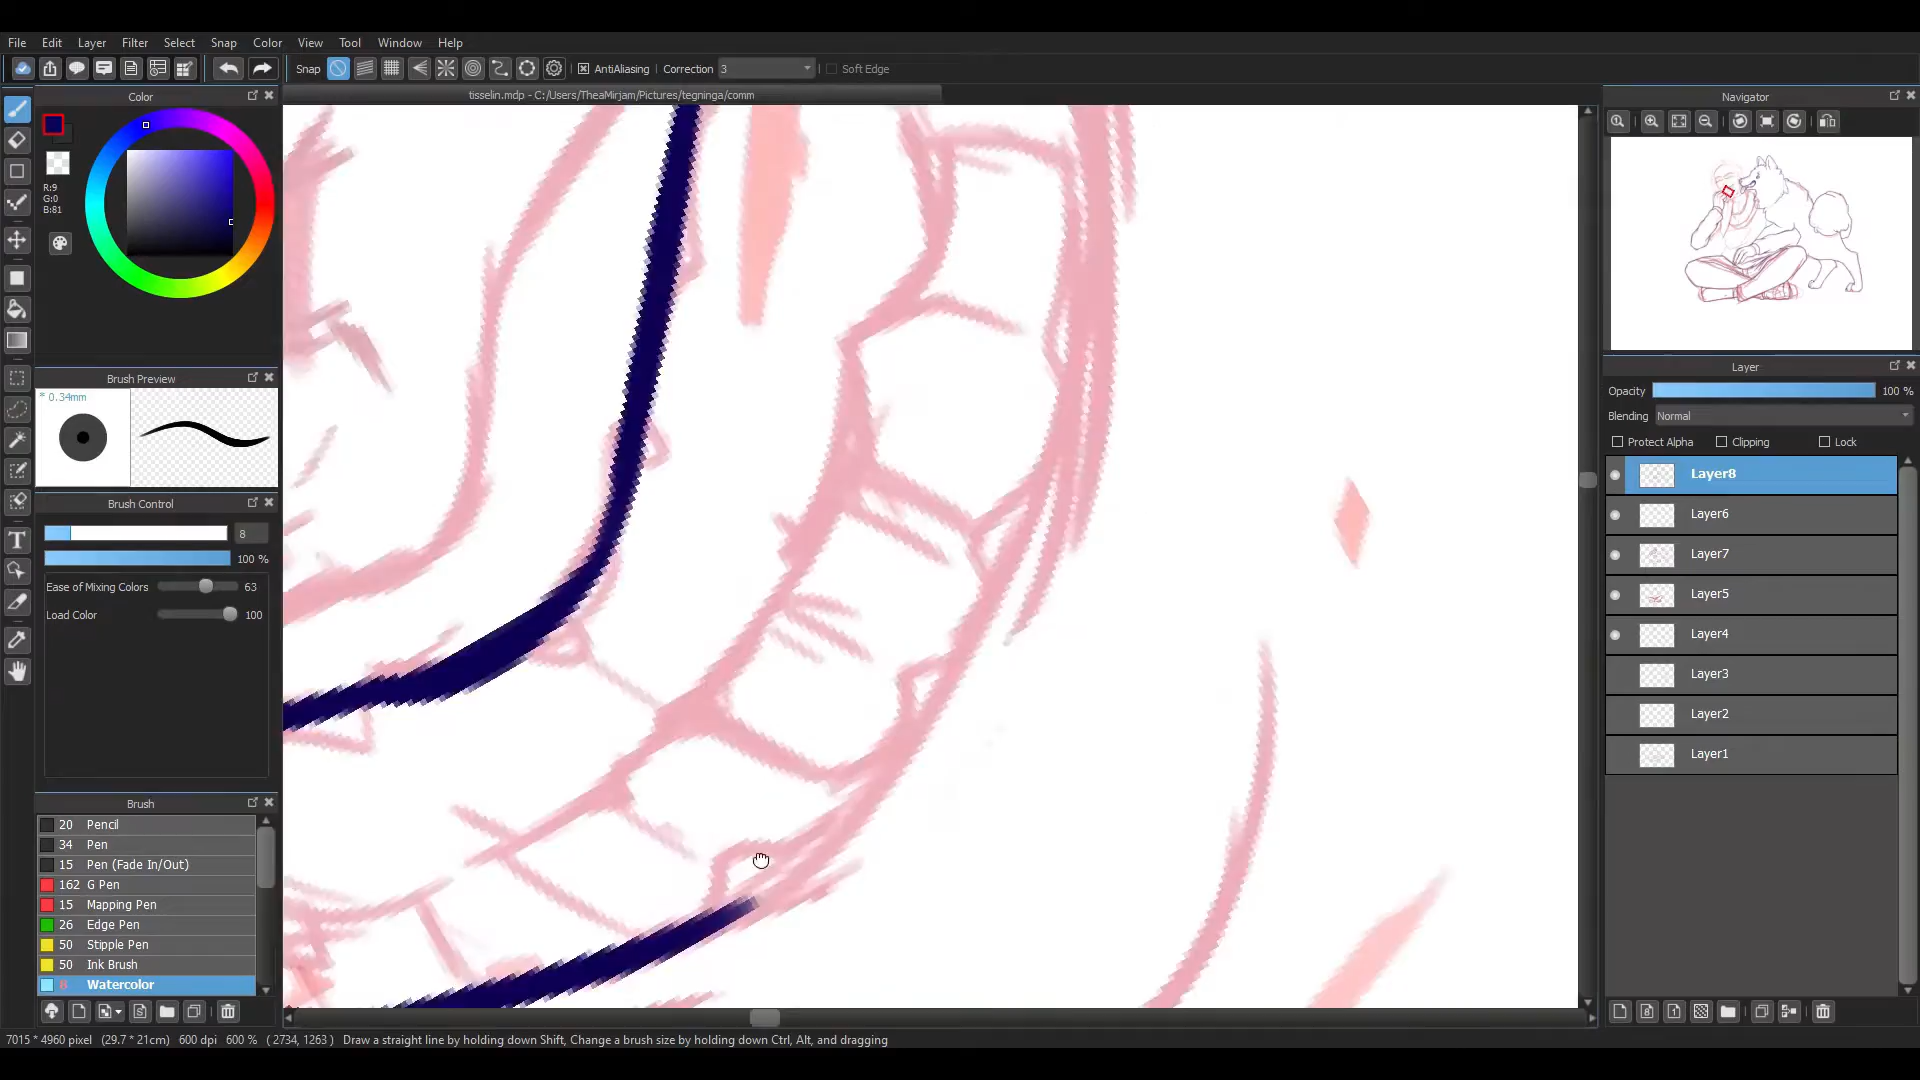 File Edit Layer Filter Select Snap Color View Tool Window Help
Snap AntiAliasing Correction 3 Soft Edge
Color
tisselin.mdp - C:/Users/TheaMirjam/Pictures/tegninga/comm
Navigator
R:9
G:0
B:81
Brush Preview
* 0.34mm
Brush Control
8
100 %
Ease of Mixing Colors 63
Load Color 100
Brush
20 Pencil
34 Pen
15 Pen (Fade In/Out)
162 G Pen
15 Mapping Pen
26 Edge Pen
50 Stipple Pen
50 Ink Brush
8 Watercolor
Layer
Opacity 100 %
Blending Normal
Protect Alpha Clipping Lock
Layer8
Layer6
Layer7
Layer5
Layer4
Layer3
Layer2
Layer1
7015 * 4960 pixel (29.7 * 21cm) 600 dpi 600 % ( 2734, 1263 ) Draw a straight line by holding down Shift, Change a brush size by holding down Ctrl, Alt, and dragging